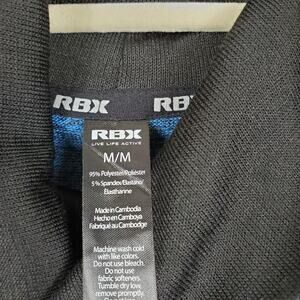 RBX
RB
RBX
LIVE LIFE ACTIVE
M/M
95% Polyester/Poliéster
5% Spandex/Elastano/
Élasthanne
Made in Cambodia
Hecho en Camboya
Fabriqué au Cambodge
Machine wash cold
with like colors.
Do not use bleach.
Do not use
fabric softeners
Tumble dry low,
remove promptly.